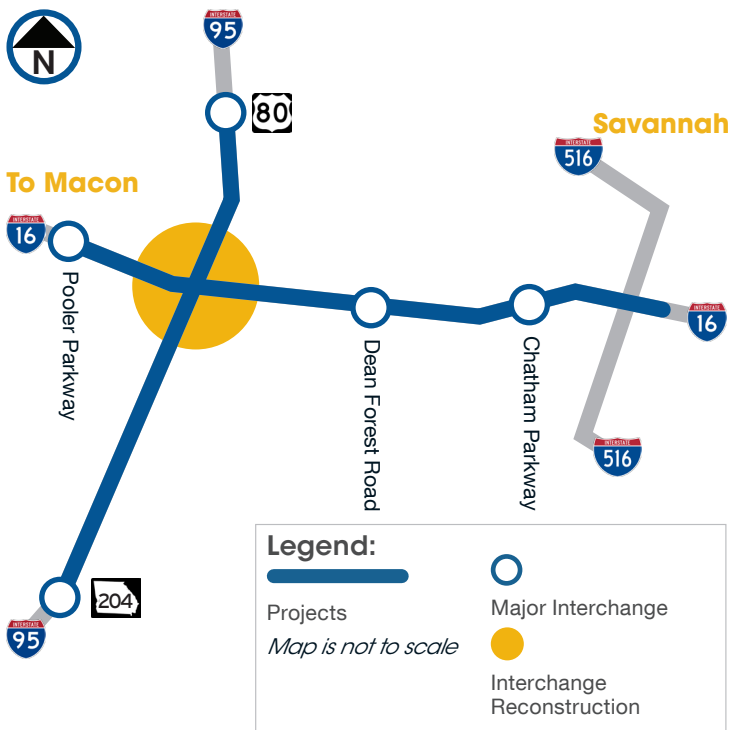 INTERSTATE
95
N
80
Savannah
INTERSTATE
516
To Macon
INTERSTATE
16
Pooler Parkway
Dean Forest Road
Chatham Parkway
INTERSTATE
16
INTERSTATE
516
204
INTERSTATE
95
Legend:
Projects
Map is not to scale
Major Interchange
Interchange
Reconstruction